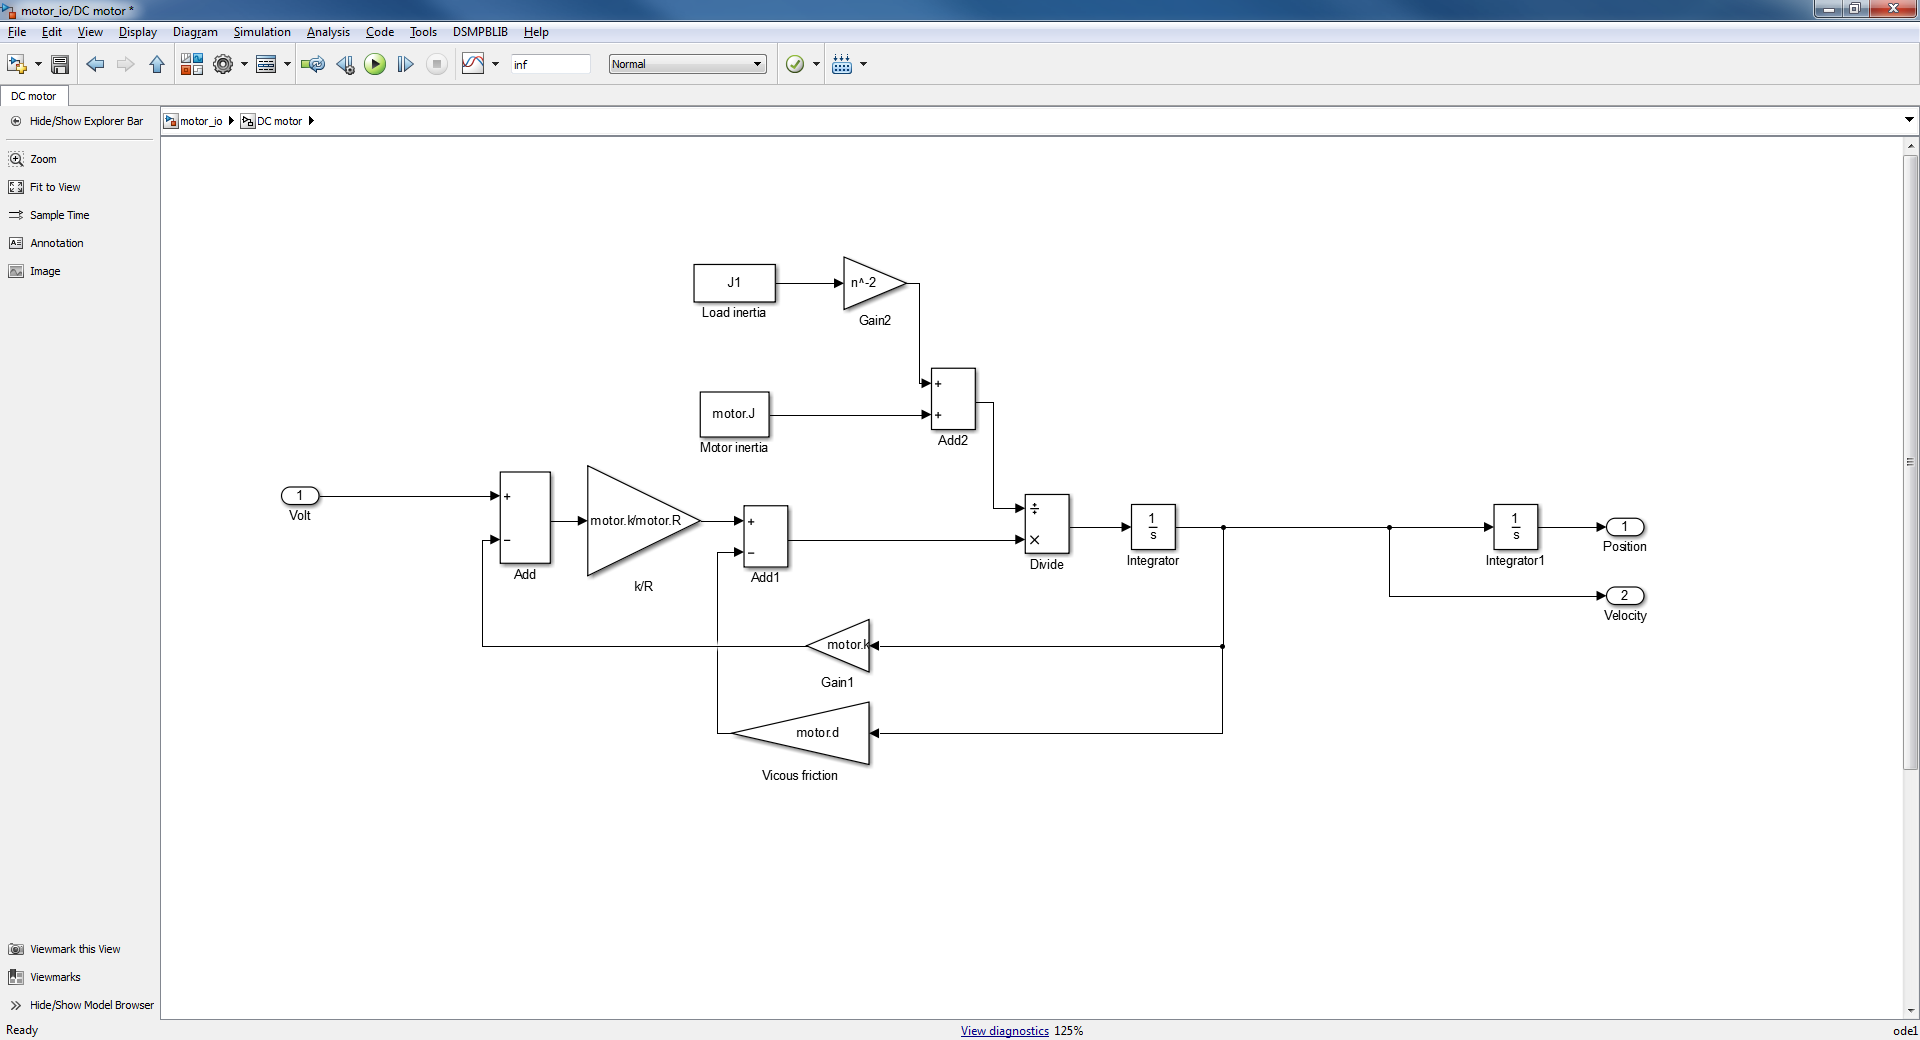 motor_io/DC motor *
File Edit View Display Diagram Simulation Analysis Code Tools DSMPBLIB Help
inf Normal
DC motor
Hide/Show Explorer Bar
motor_io DC motor
Zoom
Fit to View
Sample Time
Annotation
Image
J1
Load inertia
n^-2
Gain2
motor.J
Motor inertia
+
+
Add2
1
Volt
+
−
Add
motor.k/motor.R
k/R
+
−
Add1
÷
×
Divide
1
s
Integrator
1
s
Integrator1
1
Position
2
Velocity
motor.k
Gain1
motor.d
Vicous friction
Viewmark this View
Viewmarks
Hide/Show Model Browser
Ready View diagnostics 125% ode1